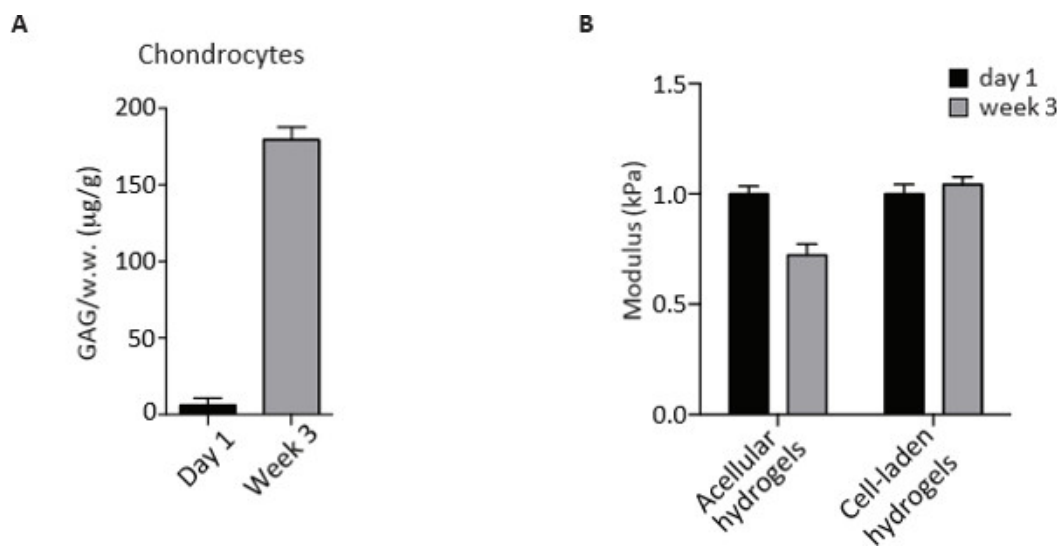 A
Chondrocytes
GAG/w.w. (µg/g)
200
150
100
50
0
Day 1
Week 3
B
day 1
week 3
Modulus (kPa)
1.5
1.0
0.5
0.0
Acellular
hydrogels
Cell-laden
hydrogels